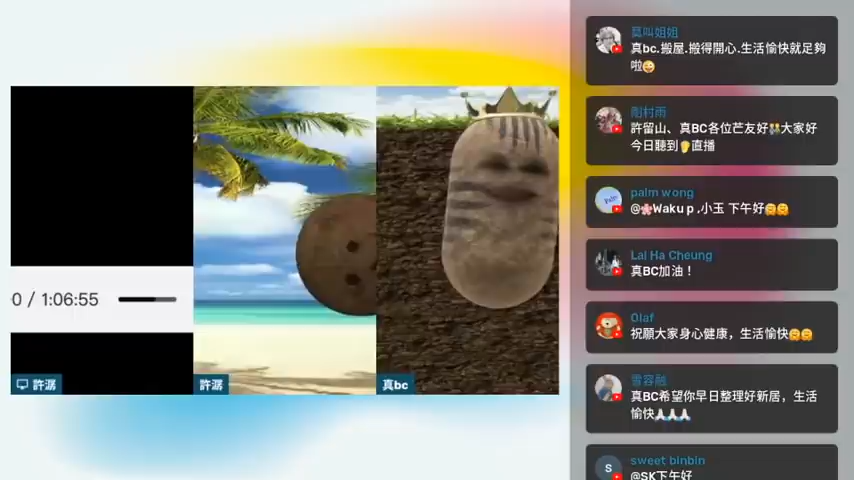 0 / 1:06:55
許潺
許潺
真bc
莫叫姐姐
真bc.搬屋.搬得開心.生活愉快就足夠
啦😜
剛村雨
許留山、真BC各位芒友好👯大家好
今日聽到👂直播
palm wong
@🌸Waku p ,小玉 下午好🤗🤗
Lai Ha Cheung
真BC加油！
Olaf
祝願大家身心健康，生活愉快🤗🤗
雪容融
真BC希望你早日整理好新居，生活
愉快🙏🏻🙏🏻🙏🏻
S
sweet binbin
@SK下午好